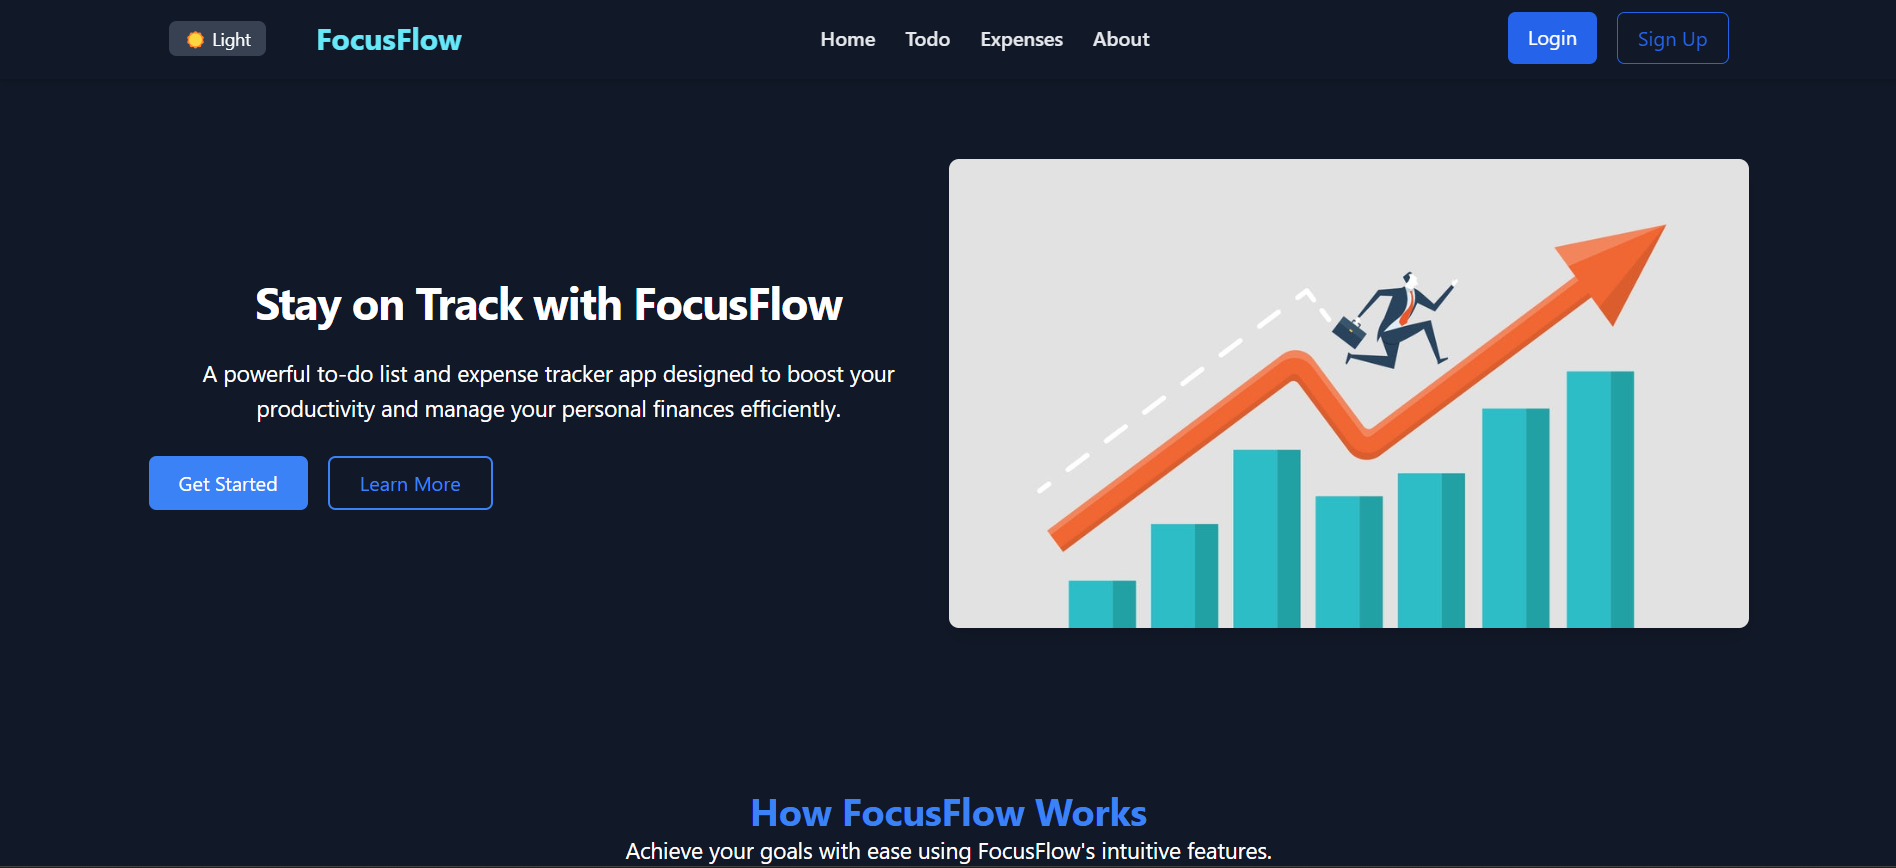 Light
FocusFlow
Home
Todo
Expenses
About
Login
Sign Up
Stay on Track with FocusFlow
A powerful to-do list and expense tracker app designed to boost your
productivity and manage your personal finances efficiently.
Get Started
Learn More
How FocusFlow Works
Achieve your goals with ease using FocusFlow's intuitive features.